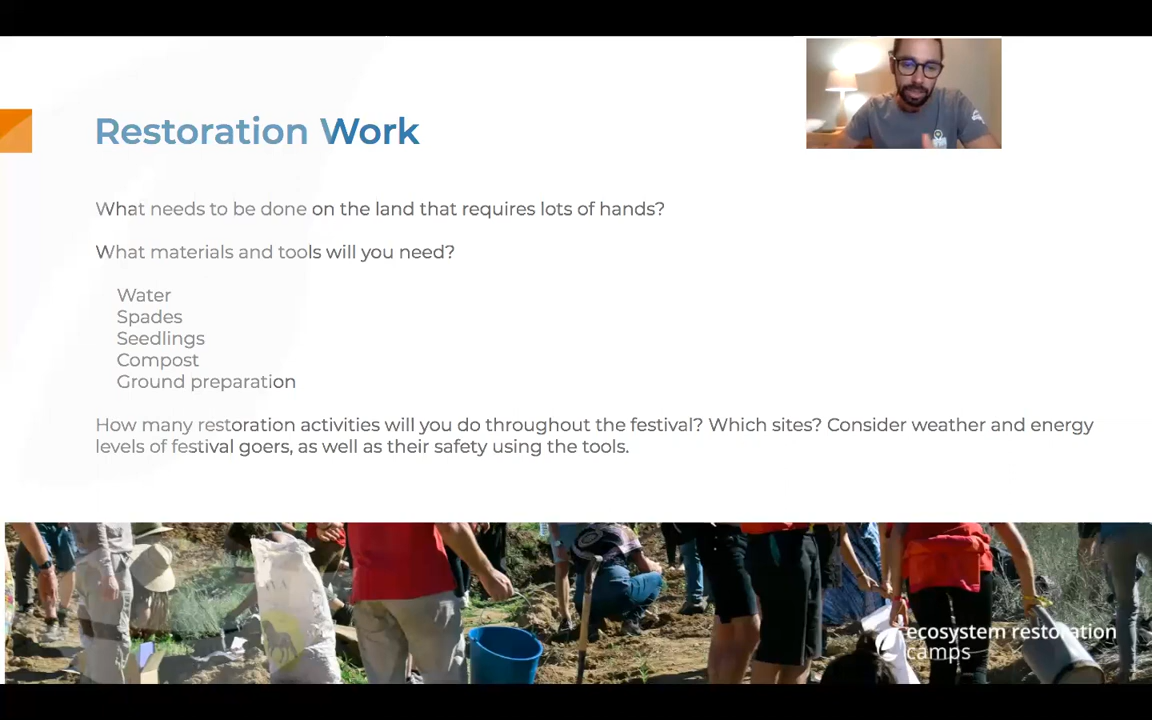 Restoration Work
What needs to be done on the land that requires lots of hands?
What materials and tools will you need?
Water
Spades
Seedlings
Compost
Ground preparation
How many restoration activities will you do throughout the festival? Which sites? Consider weather and energy
levels of festival goers, as well as their safety using the tools.
ecosystem restoration
camps